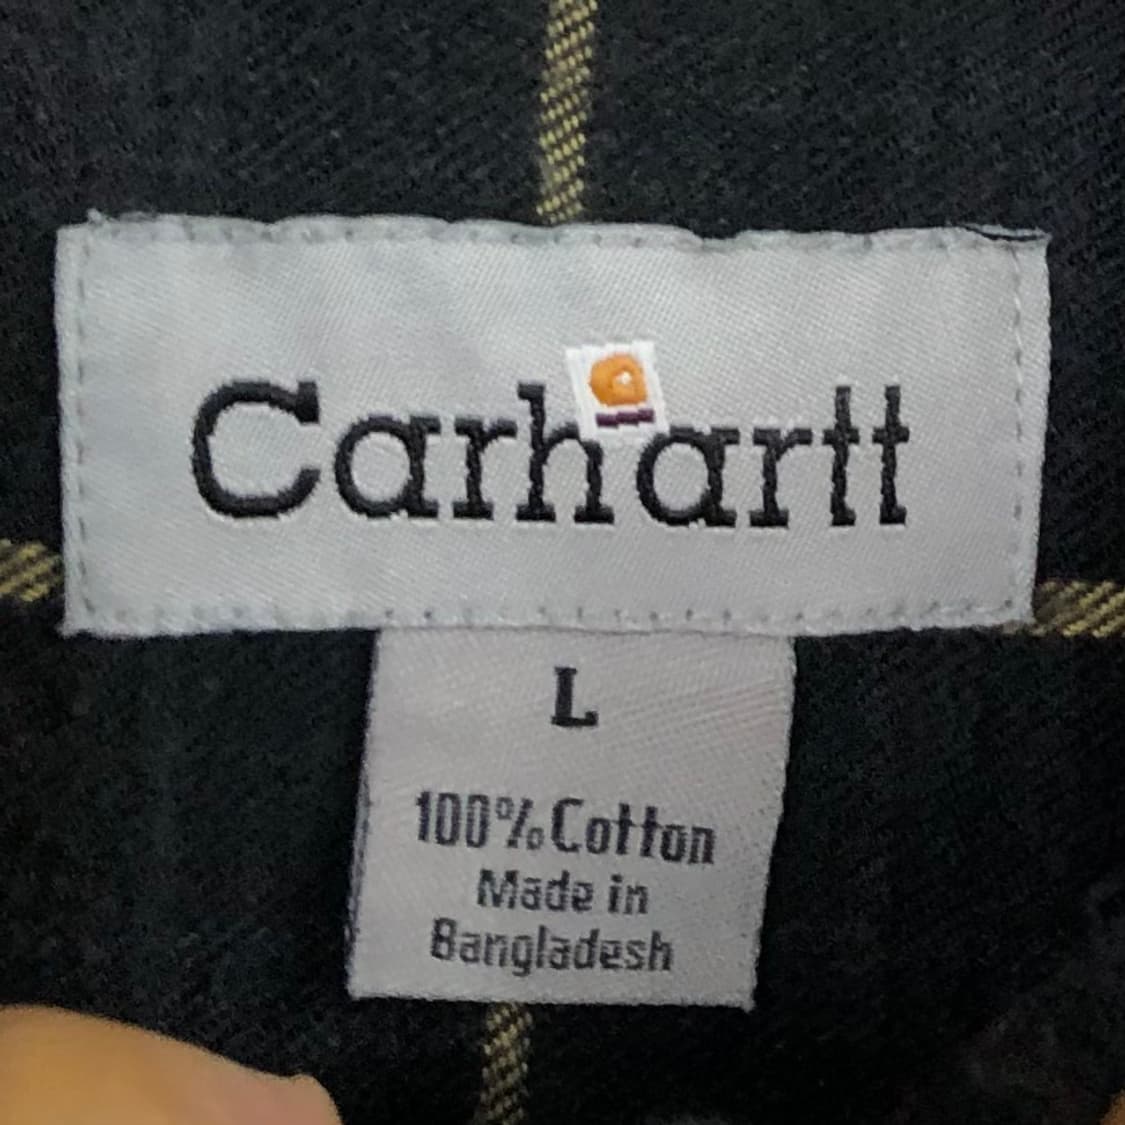 Carhartt
L
100% Cotton
Made in
Bangladesh